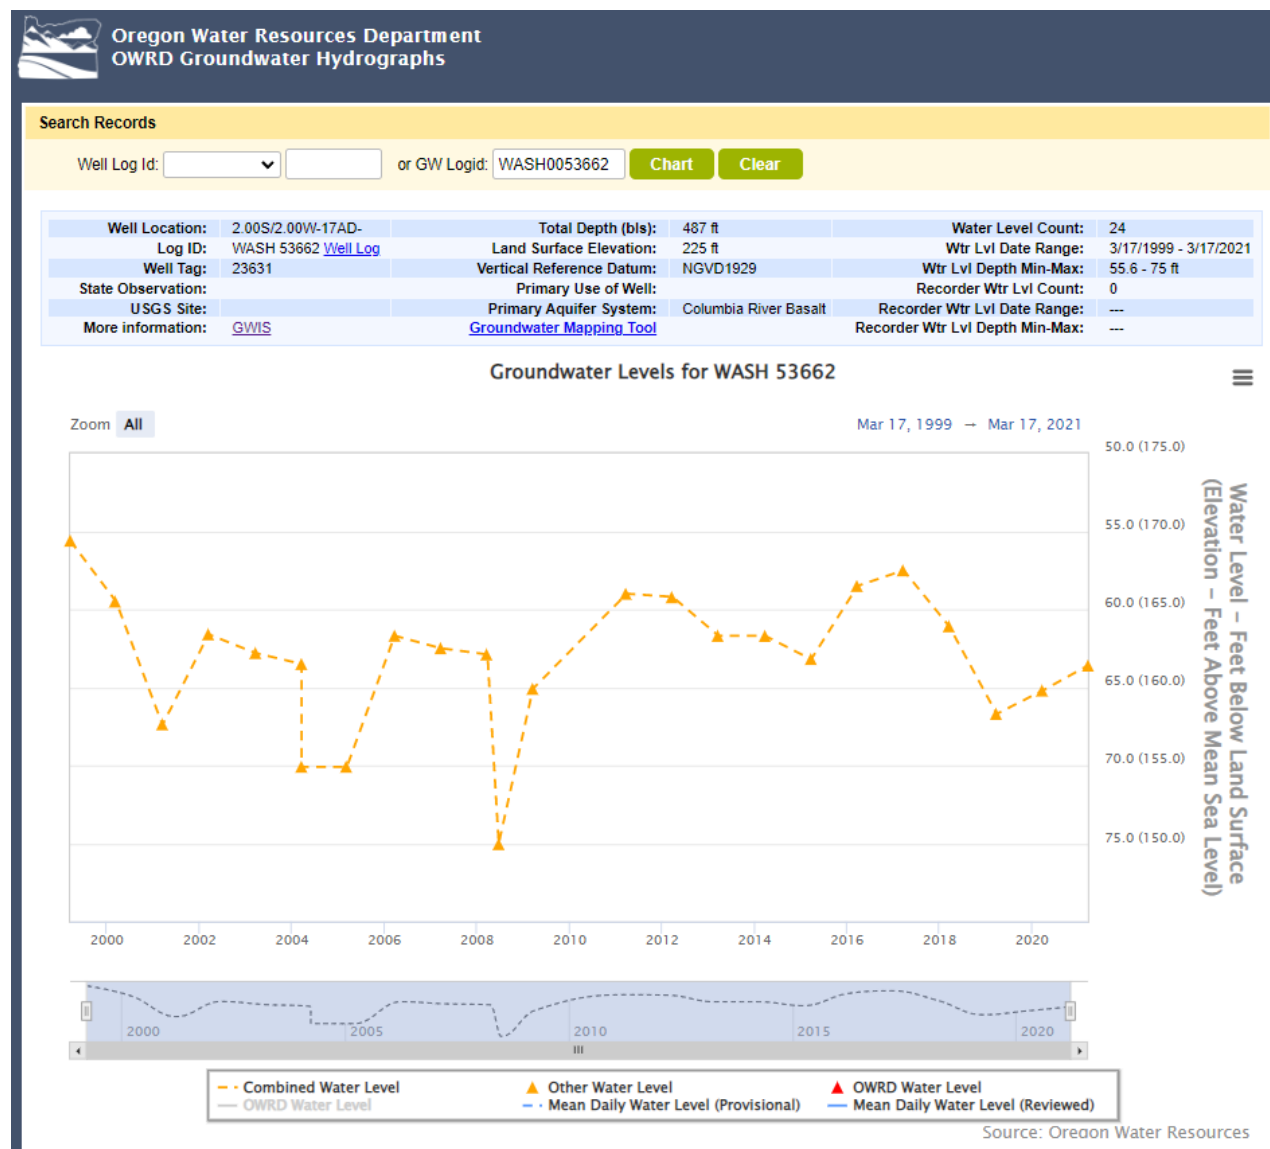 Oregon Water Resources Department
OWRD Groundwater Hydrographs
Search Records
Well Log Id: or GW Logid: WASH0053662 Chart Clear
Well Location: 2.00S/2.00W-17AD- Total Depth (bls): 487 ft Water Level Count: 24
Log ID: WASH 53662 Well Log Land Surface Elevation: 225 ft Wtr Lvl Date Range: 3/17/1999 - 3/17/2021
Well Tag: 23631 Vertical Reference Datum: NGVD1929 Wtr Lvl Depth Min-Max: 55.6 - 75 ft
State Observation: Primary Use of Well: Recorder Wtr Lvl Count: 0
USGS Site: Primary Aquifer System: Columbia River Basalt Recorder Wtr Lvl Date Range: ---
More information: GWIS Groundwater Mapping Tool Recorder Wtr Lvl Depth Min-Max: ---
Groundwater Levels for WASH 53662
Zoom All Mar 17, 1999 → Mar 17, 2021
50.0 (175.0)
55.0 (170.0)
60.0 (165.0)
65.0 (160.0)
70.0 (155.0)
75.0 (150.0)
Water Level – Feet Below Land Surface
(Elevation – Feet Above Mean Sea Level)
2000 2002 2004 2006 2008 2010 2012 2014 2016 2018 2020
2000 2005 2010 2015 2020
Combined Water Level Other Water Level OWRD Water Level
OWRD Water Level Mean Daily Water Level (Provisional) Mean Daily Water Level (Reviewed)
Source: Oregon Water Resources